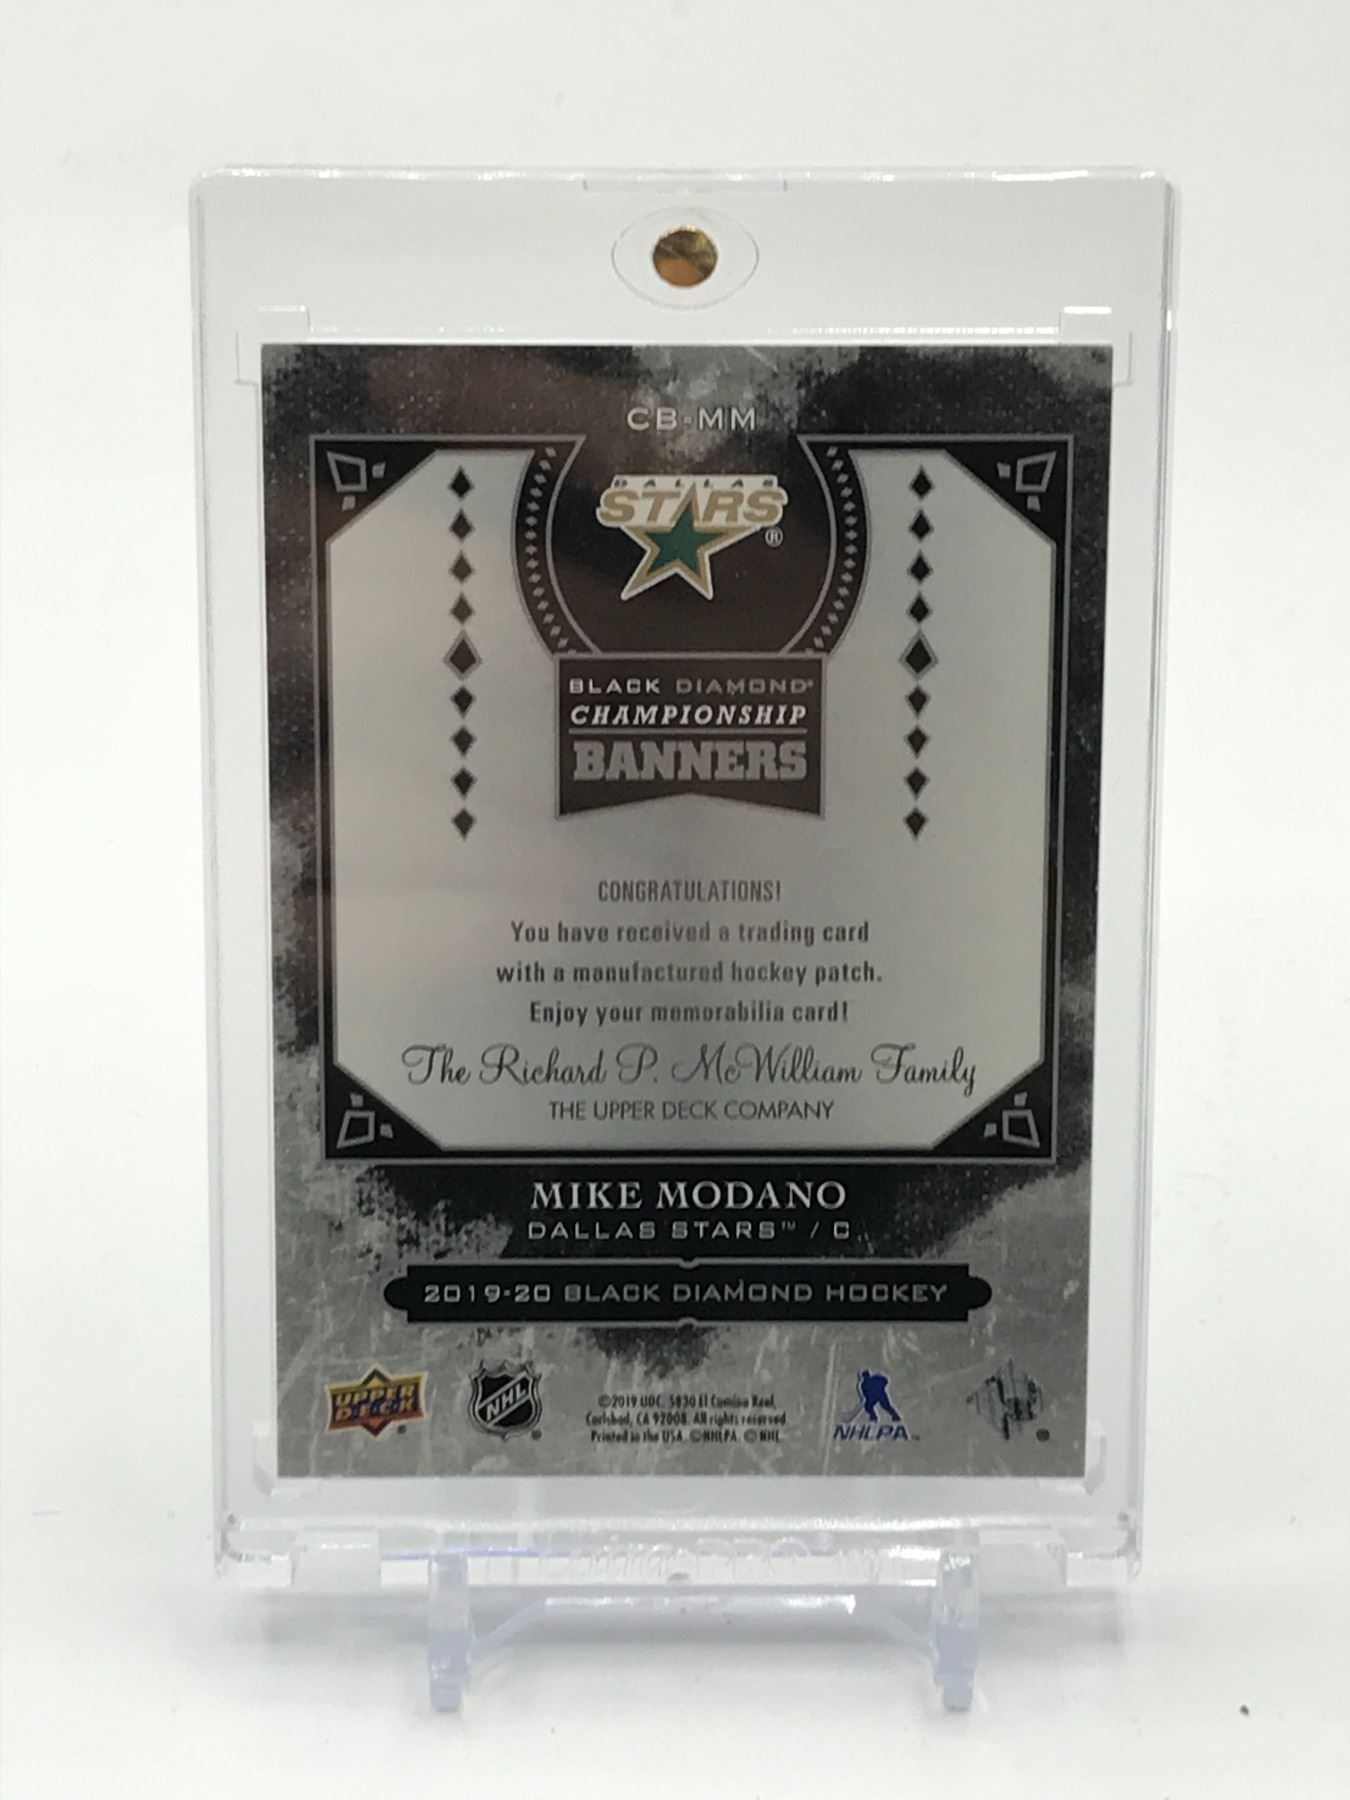 CB-MM
DALLAS
STARS
®
BLACK DIAMOND®
CHAMPIONSHIP
BANNERS
CONGRATULATIONS!
You have received a trading card
with a manufactured hockey patch.
Enjoy your memorabilia card!
The Richard P. McWilliam Family
THE UPPER DECK COMPANY
MIKE MODANO
DALLAS STARS™ / C
2019-20 BLACK DIAMOND HOCKEY
UPPER DECK
NHL
©2019 UDC. 5830 El Camino Real,
Carlsbad, CA 92008. All rights reserved.
Printed in the USA. ©NHLPA. ©NHL.
NHLPA